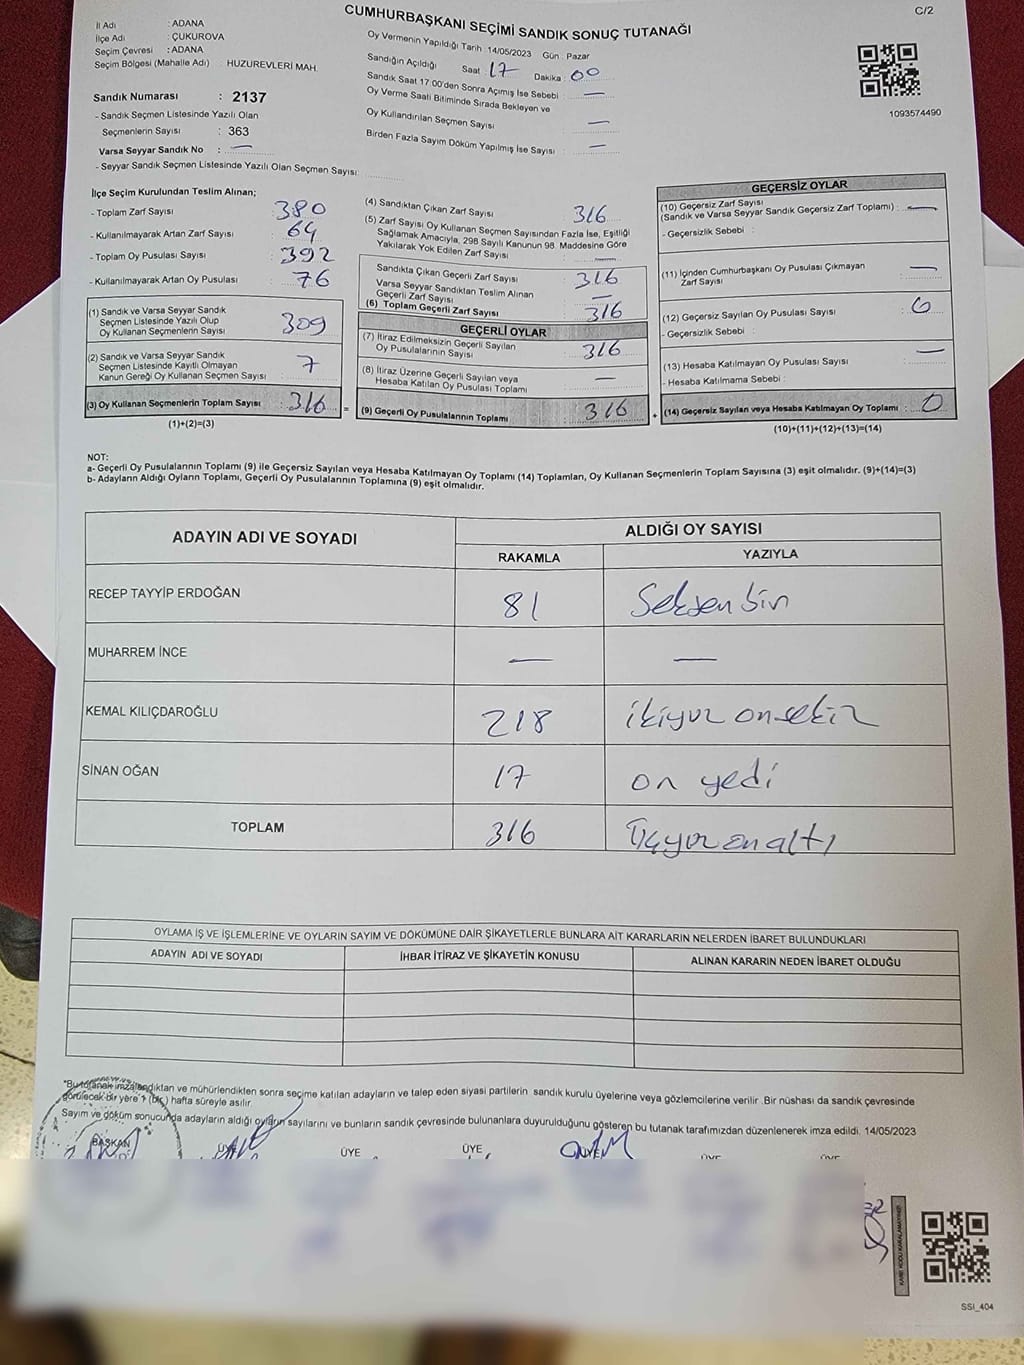 CUMHURBAŞKANI SEÇİMİ SANDIK SONUÇ TUTANAĞI
C/2
İl Adı : ADANA
İlçe Adı : ÇUKUROVA
Seçim Çevresi : ADANA
Seçim Bölgesi (Mahalle Adı) : HUZUREVLERİ MAH.
Sandık Numarası : 2137
- Sandık Seçmen Listesinde Yazılı Olan
Seçmenlerin Sayısı : 363
Varsa Seyyar Sandık No : —
- Seyyar Sandık Seçmen Listesinde Yazılı Olan Seçmen Sayısı:
Oy Vermenin Yapıldığı Tarih :14/05/2023 Gün : Pazar
Sandığın Açıldığı Saat : 17 Dakika : 00
Sandık Saat 17:00'den Sonra Açımış İse Sebebi : —
Oy Verme Saati Bitiminde Sırada Bekleyen ve
Oy Kullandırılan Seçmen Sayısı : —
Birden Fazla Sayım Döküm Yapılmış İse Sayısı : —
1093574490
İlçe Seçim Kurulundan Teslim Alınan;
- Toplam Zarf Sayısı : 380
- Kullanılmayarak Artan Zarf Sayısı : 64
- Toplam Oy Pusulası Sayısı : 392
- Kullanılmayarak Artan Oy Pusulası : 76
(1) Sandık ve Varsa Seyyar Sandık
Seçmen Listesinde Yazılı Olup
Oy Kullanan Seçmenlerin Sayısı : 309
(2) Sandık ve Varsa Seyyar Sandık
Seçmen Listesinde Kayıtlı Olmayan
Kanun Gereği Oy Kullanan Seçmen Sayısı : 7
(3) Oy Kullanan Seçmenlerin Toplam Sayısı : 316
(1)+(2)=(3)
=
(4) Sandıktan Çıkan Zarf Sayısı : 316
(5) Zarf Sayısı Oy Kullanan Seçmen Sayısından Fazla İse, Eşitliği
Sağlamak Amacıyla, 298 Sayılı Kanunun 98. Maddesine Göre
Yakılarak Yok Edilen Zarf Sayısı : —
Sandıkta Çıkan Geçerli Zarf Sayısı : 316
Varsa Seyyar Sandıktan Teslim Alınan
Geçerli Zarf Sayısı : —
(6) Toplam Geçerli Zarf Sayısı : 316
GEÇERLİ OYLAR
(7) İtiraz Edilmeksizin Geçerli Sayılan
Oy Pusulalarının Sayısı : 316
(8) İtiraz Üzerine Geçerli Sayılan veya
Hesaba Katılan Oy Pusulası Toplamı : —
(9) Geçerli Oy Pusulalarının Toplamı : 316
+
GEÇERSİZ OYLAR
(10) Geçersiz Zarf Sayısı
(Sandık ve Varsa Seyyar Sandık Geçersiz Zarf Toplamı) : —
- Geçersizlik Sebebi :
(11) İçinden Cumhurbaşkanı Oy Pusulası Çıkmayan
Zarf Sayısı : —
(12) Geçersiz Sayılan Oy Pusulası Sayısı : 0
- Geçersizlik Sebebi :
(13) Hesaba Katılmayan Oy Pusulası Sayısı : —
- Hesaba Katılmama Sebebi :
(14) Geçersiz Sayılan veya Hesaba Katılmayan Oy Toplamı : 0
(10)+(11)+(12)+(13)=(14)
NOT:
a- Geçerli Oy Pusulalarının Toplamı (9) ile Geçersiz Sayılan veya Hesaba Katılmayan Oy Toplamı (14) Toplamları, Oy Kullanan Seçmenlerin Toplam Sayısına (3) eşit olmalıdır. (9)+(14)=(3)
b- Adayların Aldığı Oyların Toplamı, Geçerli Oy Pusulalarının Toplamına (9) eşit olmalıdır.
ADAYIN ADI VE SOYADI ALDIĞI OY SAYISI
RAKAMLA YAZIYLA
RECEP TAYYİP ERDOĞAN 81 Seksen bir
MUHARREM İNCE — —
KEMAL KILIÇDAROĞLU 218 ikiyüz onsekiz
SİNAN OĞAN 17 on yedi
TOPLAM 316 Üçyüz on altı
OYLAMA İŞ VE İŞLEMLERİNE VE OYLARIN SAYIM VE DÖKÜMÜNE DAİR ŞİKAYETLERLE BUNLARA AİT KARARLARIN NELERDEN İBARET BULUNDUKLARI
ADAYIN ADI VE SOYADI İHBAR İTİRAZ VE ŞİKAYETİN KONUSU ALINAN KARARIN NEDEN İBARET OLDUĞU
"Bu tutanak imzalandıktan ve mühürlendikten sonra seçime katılan adayların ve talep eden siyasi partilerin sandık kurulu üyelerine veya gözlemcilerine verilir .Bir nüshası da sandık çevresinde
görülecek bir yere 1 (bir) hafta süreyle asılır.
Sayım ve döküm sonucunda adayların aldığı oyların sayılarını ve bunların sandık çevresinde bulunanlara duyurulduğunu gösteren bu tutanak tarafımızdan düzenlenerek imza edildi. 14/05/2023
BAŞKAN ÜYE ÜYE ÜYE ÜYE ÜYE ÜYE
KARE KODU KARALAMAYINIZ!
SSİ_404